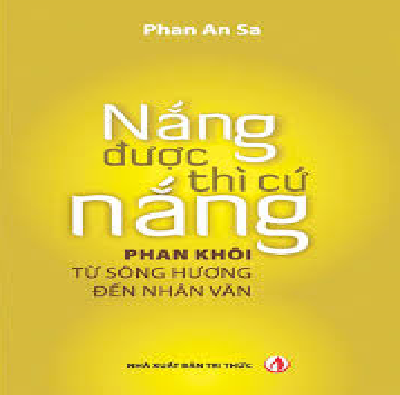 Phan An Sa
Nắng
được
thì cứ
nắng
PHAN KHÔI
TỪ SÔNG HƯƠNG
ĐẾN NHÂN VĂN
NHÀ XUẤT BẢN TRI THỨC